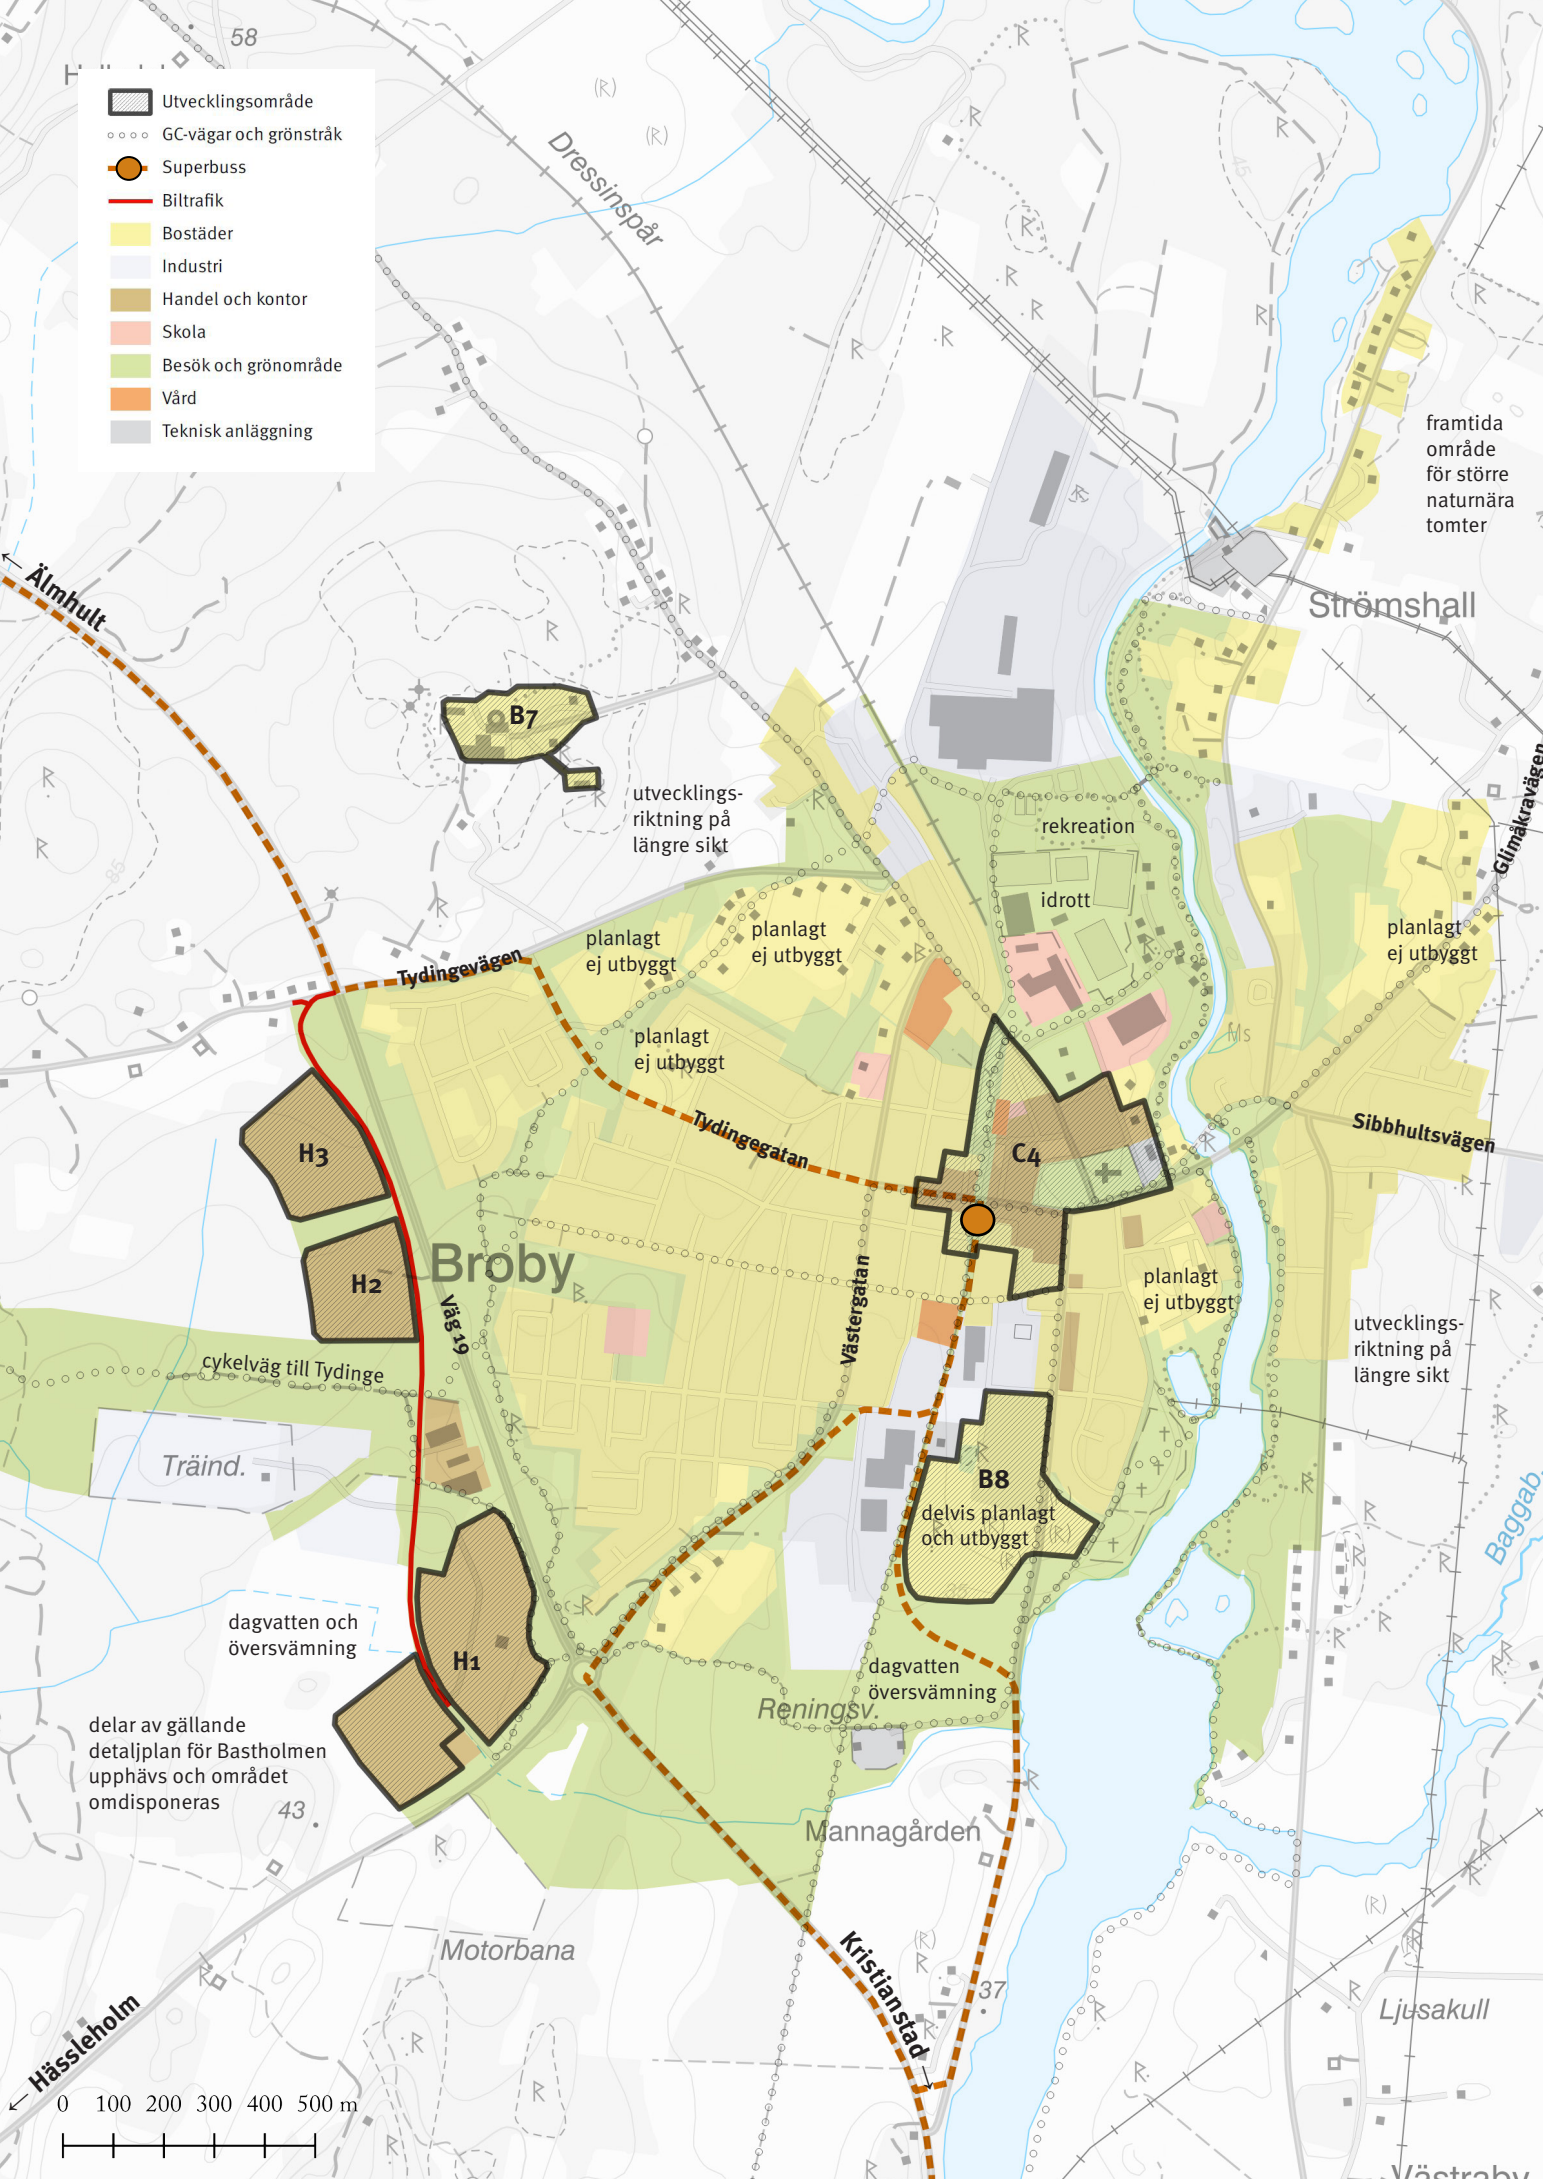 58
Utvecklingsområde
GC-vägar och grönstråk
Superbuss
Biltrafik
Bostäder
Industri
Handel och kontor
Skola
Besök och grönområde
Vård
Teknisk anläggning
Dressinspår
(R)
(R)
R
R
R
R
R
R
R
R
R
R
45
framtida
område
för större
naturnära
tomter
← Älmhult
Strömshall
R
R
R
B7
R
R
R
R
85
utvecklings-
riktning på
längre sikt
R
rekreation
idrott
Glimåkravägen
planlagt
ej utbyggt
planlagt
ej utbyggt
planlagt
ej utbyggt
Tydingevägen
R
B.
R
planlagt
ej utbyggt
R
Ms
Tydingegatan
Sibbhultsvägen
H3
C4
R
R
Broby
B.
H2
Väg 19
Västergatan
planlagt
ej utbyggt
R
utvecklings-
riktning på
längre sikt
cykelväg till Tydinge
Träind.
R
R
B8
delvis planlagt
och utbyggt
R
(R)
(R)
R
R
R
R
R
Baggab.
dagvatten och
översvämning
R
R
R
R
R
H1
dagvatten
översvämning
Reningsv.
delar av gällande
detaljplan för Bastholmen
upphävs och området
omdisponeras
43
R
R
Mannagården
R
R
Motorbana
Kristianstad →
(R)
R
(R)
R
37
R
R
R
R
Ljusakull
← Hässleholm
R
R
R
R
R
0 100 200 300 400 500 m
Västraby